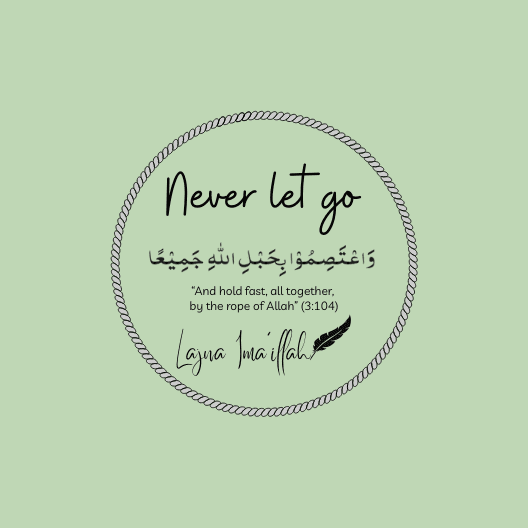 Never let go
وَاعْتَصِمُوْا بِحَبْلِ اللّٰهِ جَمِيْعًا
"And hold fast, all together,
by the rope of Allah" (3:104)
Lajna Ima'illah